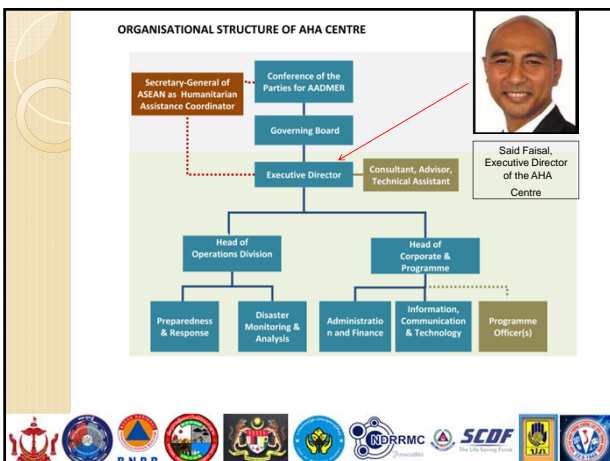 ORGANISATIONAL STRUCTURE OF AHA CENTRE
Secretary-General of
ASEAN as Humanitarian
Assistance Coordinator
Conference of the
Parties for AADMER
Governing Board
Executive Director
Consultant, Advisor,
Technical Assistant
Said Faisal,
Executive Director
of the AHA
Centre
Head of
Operations Division
Head of
Corporate &
Programme
Preparedness
& Response
Disaster
Monitoring &
Analysis
Administratio
n and Finance
Information,
Communication
& Technology
Programme
Officer(s)
BNPB
NDRRMC
SCDF
The Life Saving Force
ปภ.